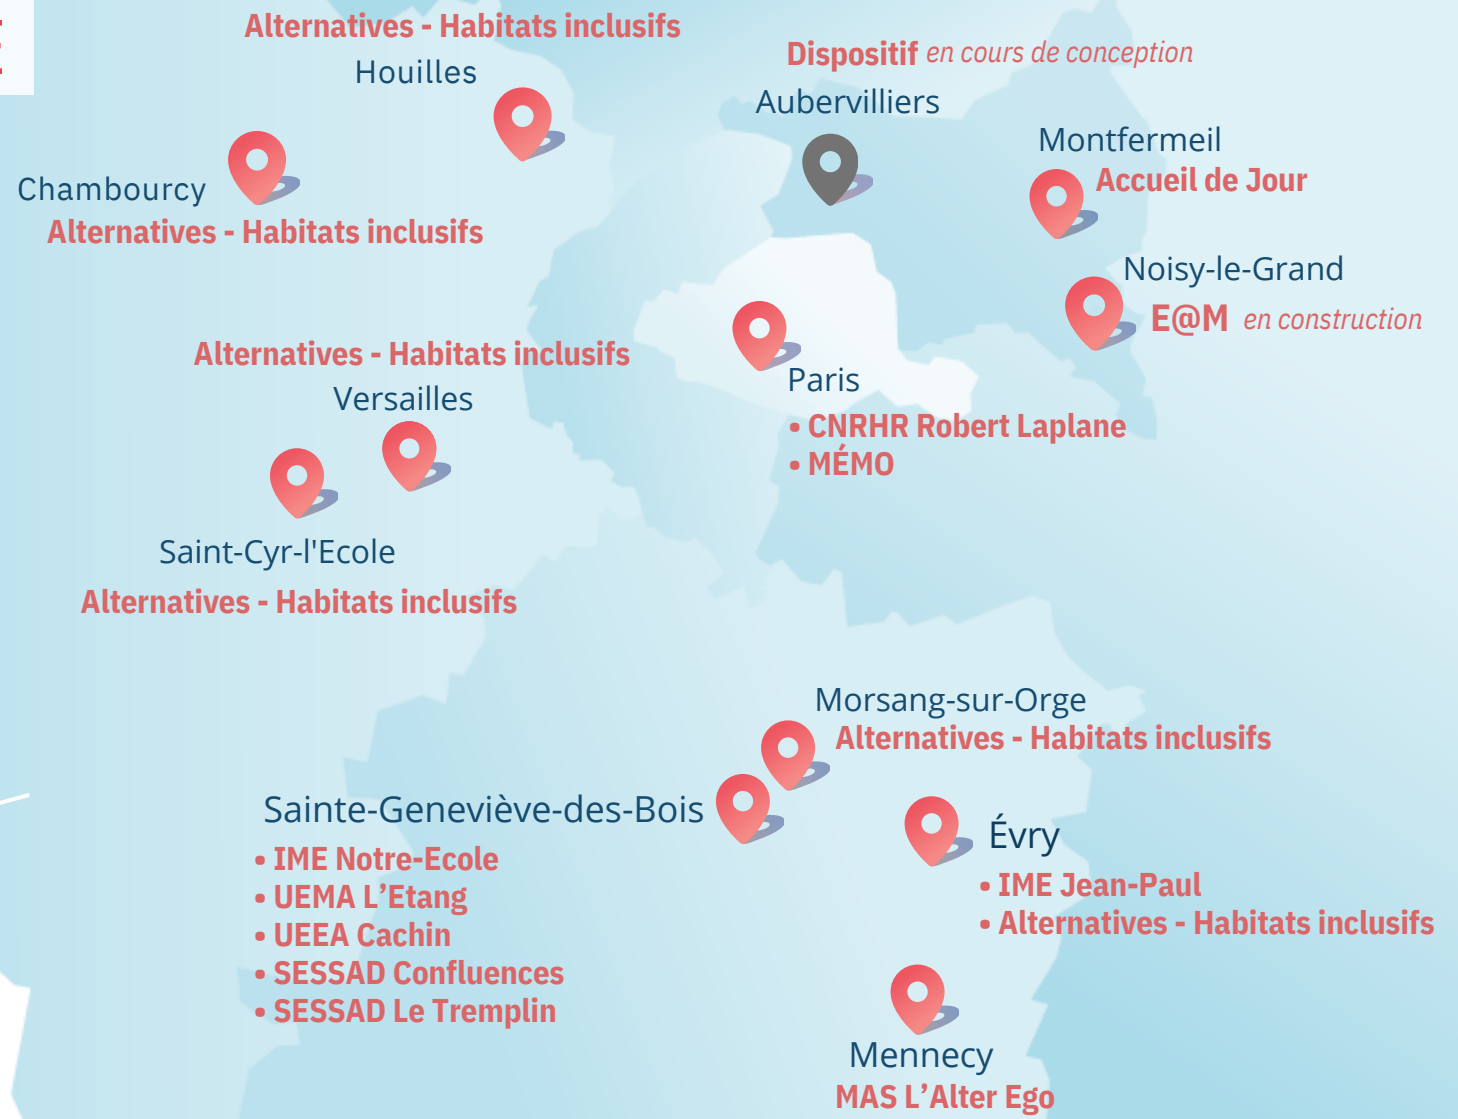 Alternatives - Habitats inclusifs
Houilles
Dispositif en cours de conception
Aubervilliers
Montfermeil
Accueil de Jour
Chambourcy
Alternatives - Habitats inclusifs
Noisy-le-Grand
E@M en construction
Alternatives - Habitats inclusifs
Versailles
Paris
• CNRHR Robert Laplane
• MÉMO
Saint-Cyr-l'Ecole
Alternatives - Habitats inclusifs
Morsang-sur-Orge
Alternatives - Habitats inclusifs
Sainte-Geneviève-des-Bois
• IME Notre-Ecole
• UEMA L’Etang
• UEEA Cachin
• SESSAD Confluences
• SESSAD Le Tremplin
Évry
• IME Jean-Paul
• Alternatives - Habitats inclusifs
Mennecy
MAS L’Alter Ego